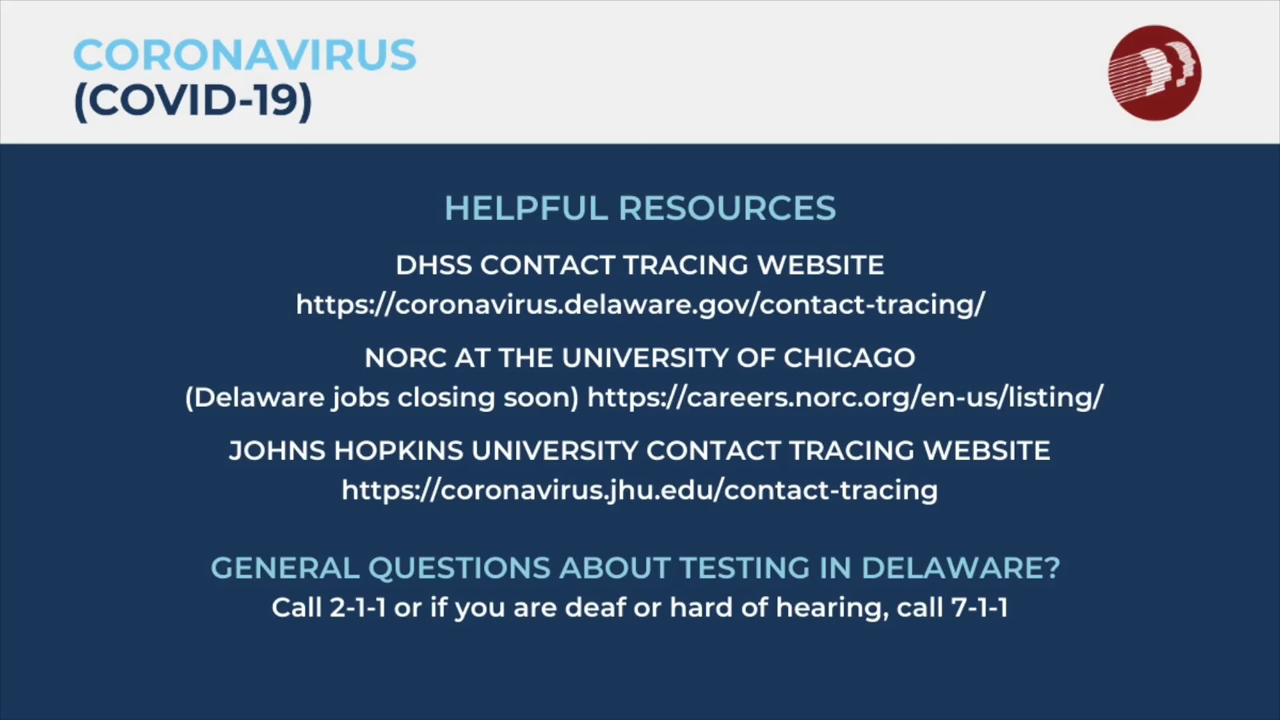 CORONAVIRUS
(COVID-19)
HELPFUL RESOURCES
DHSS CONTACT TRACING WEBSITE
https://coronavirus.delaware.gov/contact-tracing/
NORC AT THE UNIVERSITY OF CHICAGO
(Delaware jobs closing soon) https://careers.norc.org/en-us/listing/
JOHNS HOPKINS UNIVERSITY CONTACT TRACING WEBSITE
https://coronavirus.jhu.edu/contact-tracing
GENERAL QUESTIONS ABOUT TESTING IN DELAWARE?
Call 2-1-1 or if you are deaf or hard of hearing, call 7-1-1